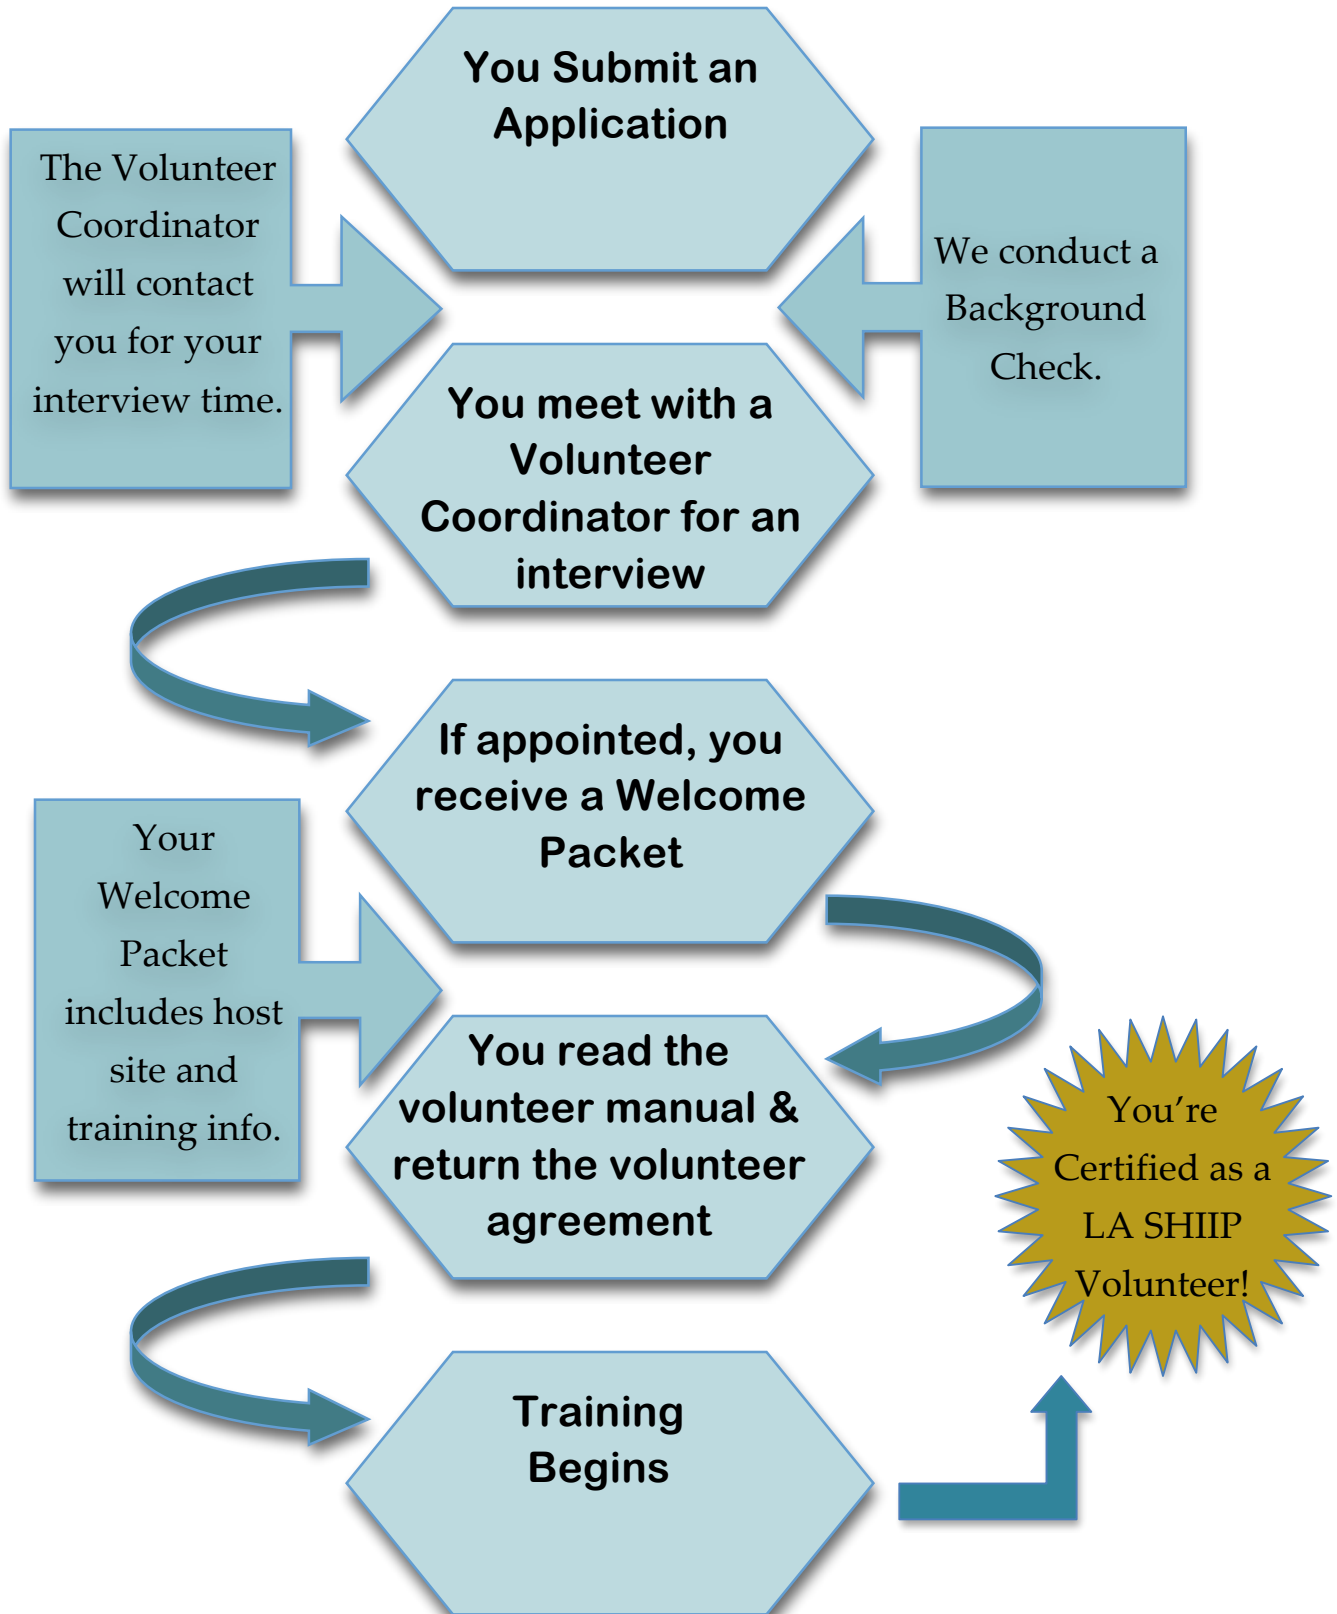 You Submit an
Application
The Volunteer
Coordinator
will contact
you for your
interview time.
We conduct a
Background
Check.
You meet with a
Volunteer
Coordinator for an
interview
If appointed, you
receive a Welcome
Packet
Your
Welcome
Packet
includes host
site and
training info.
You read the
volunteer manual &
return the volunteer
agreement
You’re
Certified as a
LA SHIIP
Volunteer!
Training
Begins